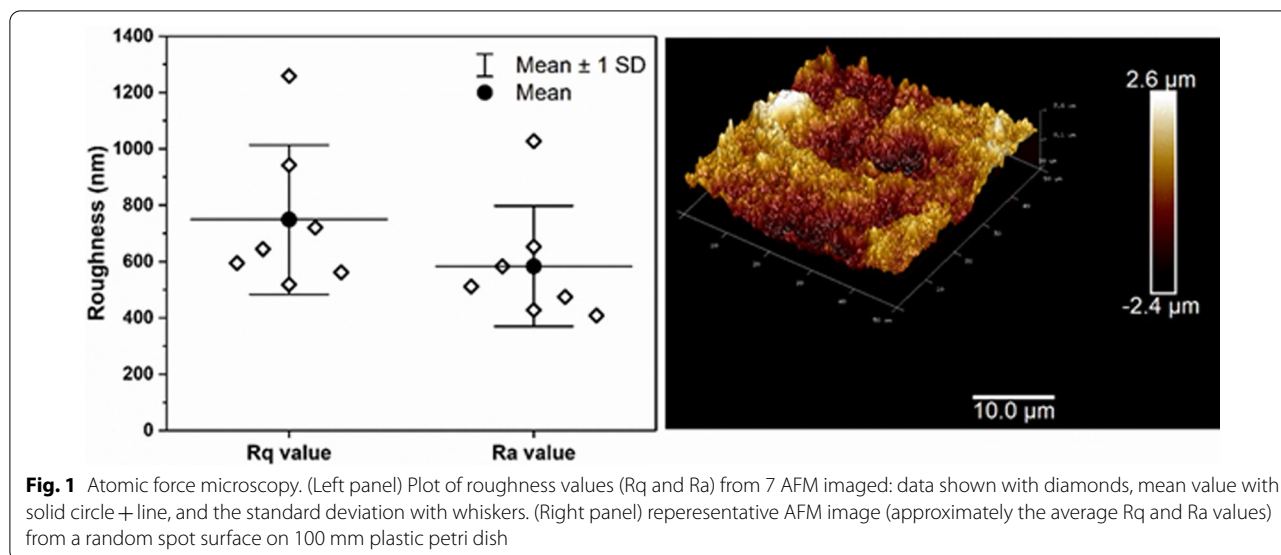 1400
1200
1000
800
600
400
200
0
Roughness (nm)
Mean ± 1 SD
Mean
Rq value
Ra value
2.6 µm
-2.4 µm
10.0 µm
Fig. 1 Atomic force microscopy. (Left panel) Plot of roughness values (Rq and Ra) from 7 AFM imaged: data shown with diamonds, mean value with
solid circle + line, and the standard deviation with whiskers. (Right panel) reperesentative AFM image (approximately the average Rq and Ra values)
from a random spot surface on 100 mm plastic petri dish